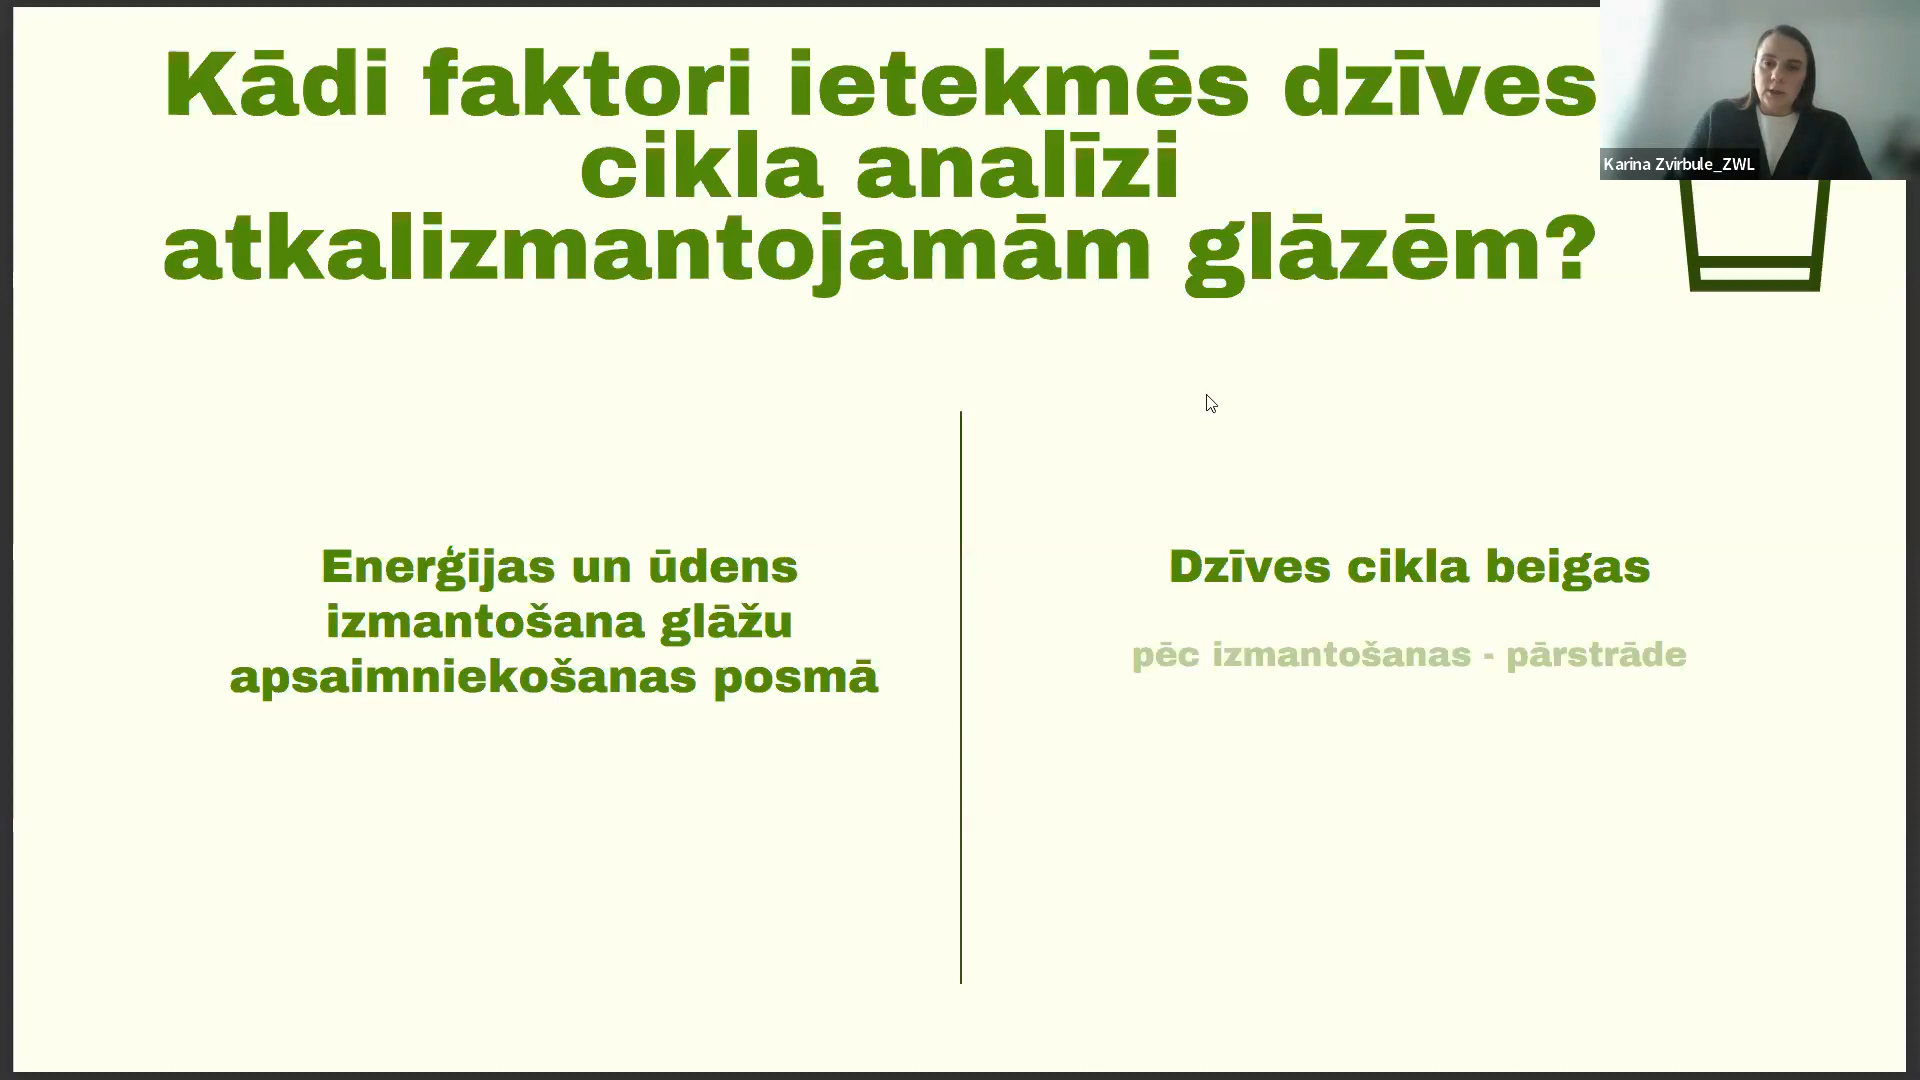 Kādi faktori ietekmēs dzīves
cikla analīzi
atkalizmantojamām glāzēm?
Karina Zvirbule_ZWL
Enerģijas un ūdens
izmantošana glāžu
apsaimniekošanas posmā
Dzīves cikla beigas
pēc izmantošanas - pārstrāde